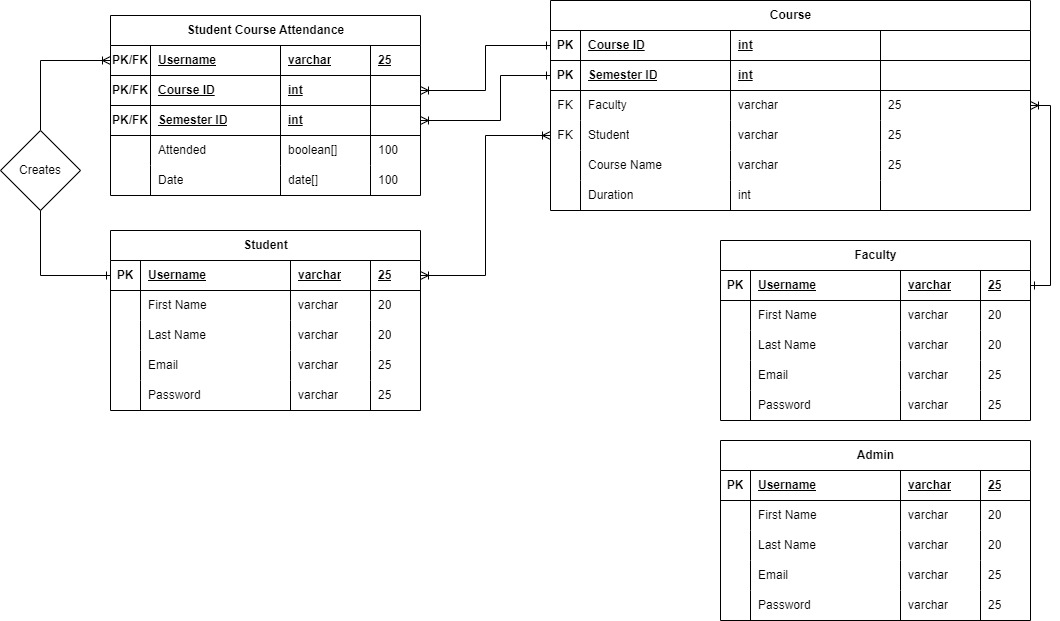 Student Course Attendance
PK/FK Username varchar 25
PK/FK Course ID int
PK/FK Semester ID int
Attended boolean[] 100
Date date[] 100
Course
PK Course ID int
PK Semester ID int
FK Faculty varchar 25
FK Student varchar 25
Course Name varchar 25
Duration int
Creates
Student
PK Username varchar 25
First Name varchar 20
Last Name varchar 20
Email varchar 25
Password varchar 25
Faculty
PK Username varchar 25
First Name varchar 20
Last Name varchar 20
Email varchar 25
Password varchar 25
Admin
PK Username varchar 25
First Name varchar 20
Last Name varchar 20
Email varchar 25
Password varchar 25